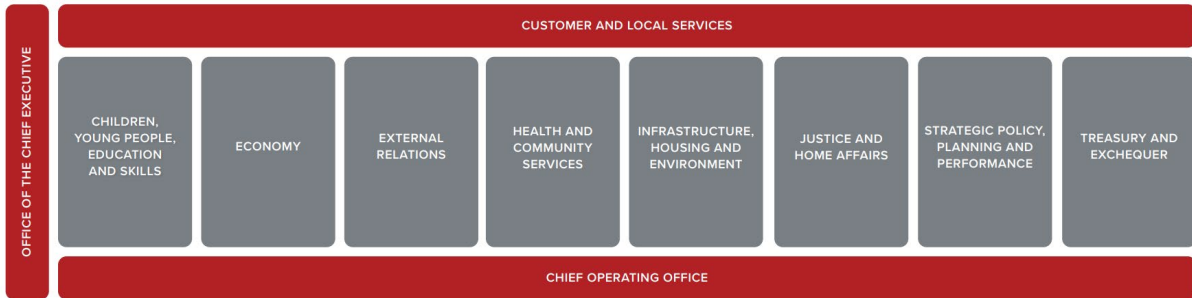 OFFICE OF THE CHIEF EXECUTIVE
CUSTOMER AND LOCAL SERVICES
CHILDREN,
YOUNG PEOPLE,
EDUCATION
AND SKILLS
ECONOMY
EXTERNAL
RELATIONS
HEALTH AND
COMMUNITY
SERVICES
INFRASTRUCTURE,
HOUSING AND
ENVIRONMENT
JUSTICE AND
HOME AFFAIRS
STRATEGIC POLICY,
PLANNING AND
PERFORMANCE
TREASURY AND
EXCHEQUER
CHIEF OPERATING OFFICE